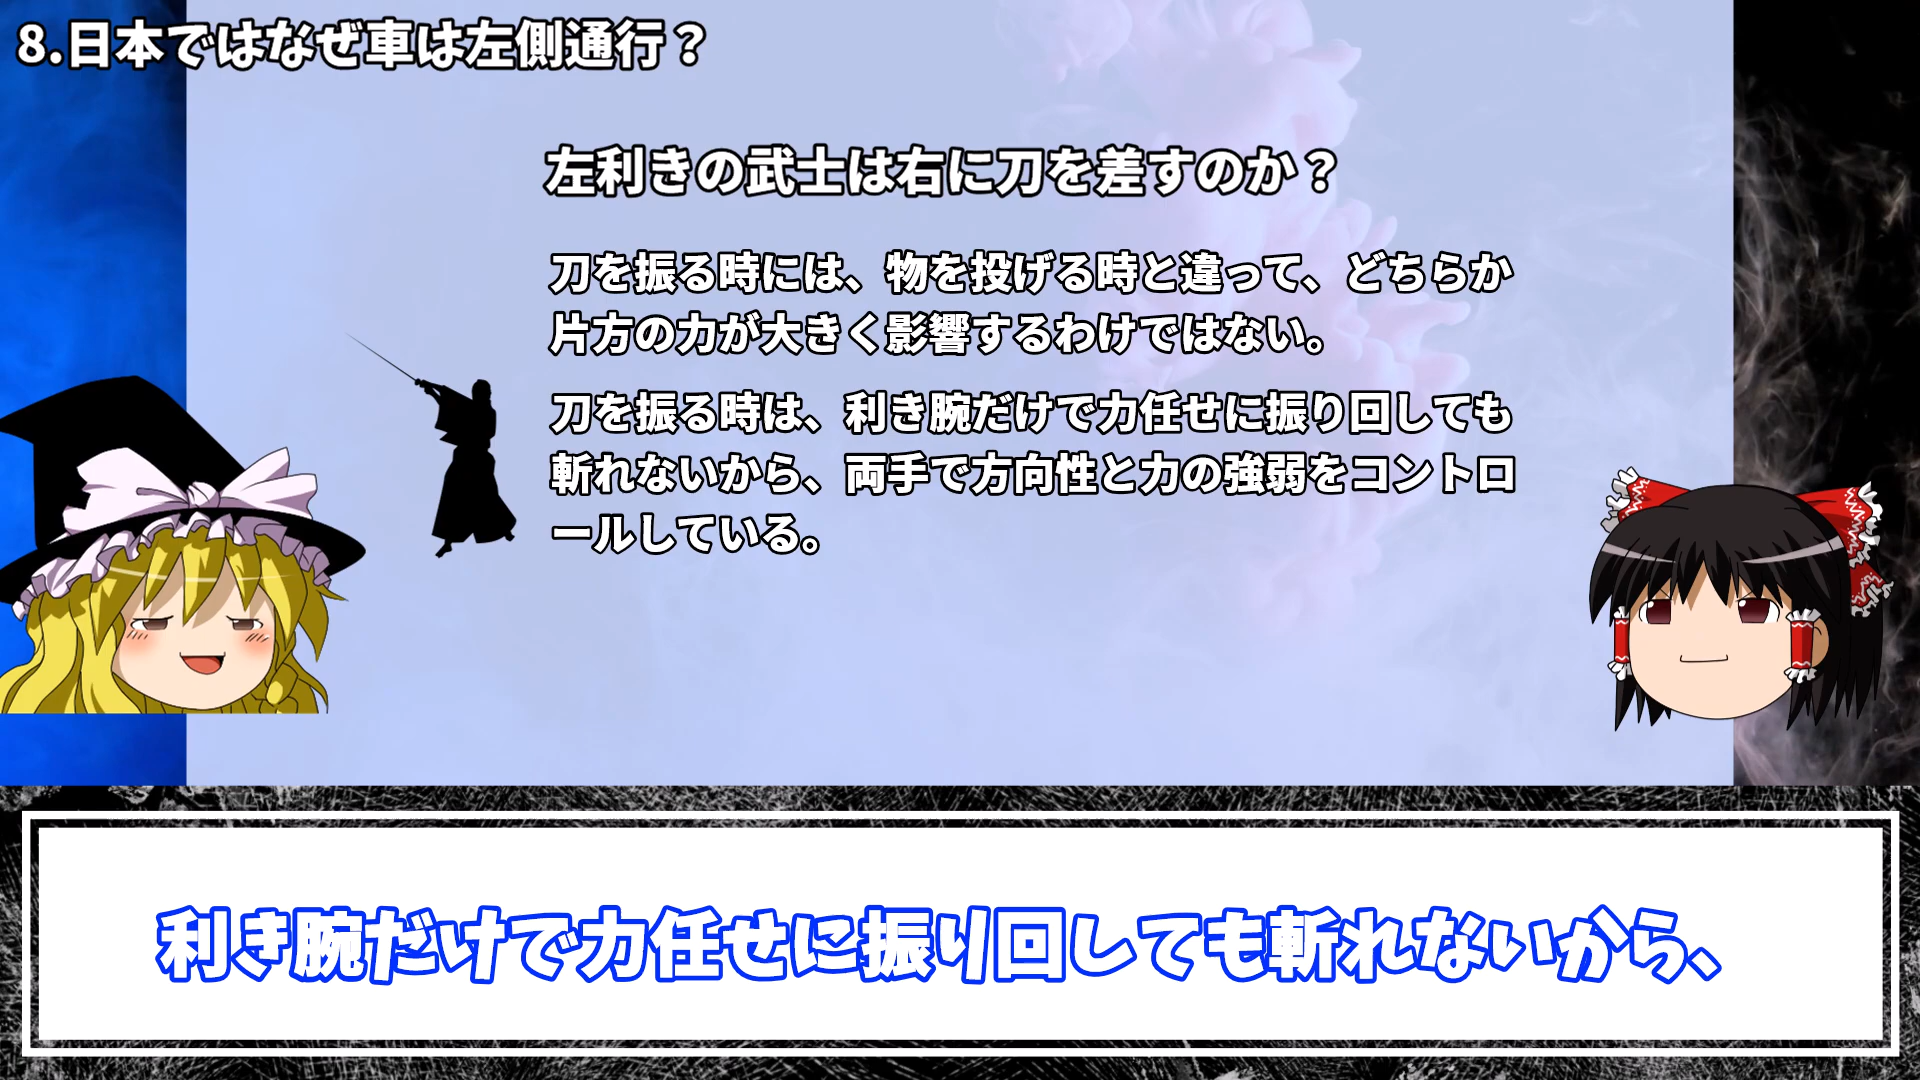 8.日本ではなぜ車は左側通行？
左利きの武士は右に刀を差すのか？
刀を振る時には、物を投げる時と違って、どちらか
片方の力が大きく影響するわけではない。
刀を振る時は、利き腕だけで力任せに振り回しても
斬れないから、両手で方向性と力の強弱をコントロ
ールしている。
利き腕だけで力任せに振り回しても斬れないから、